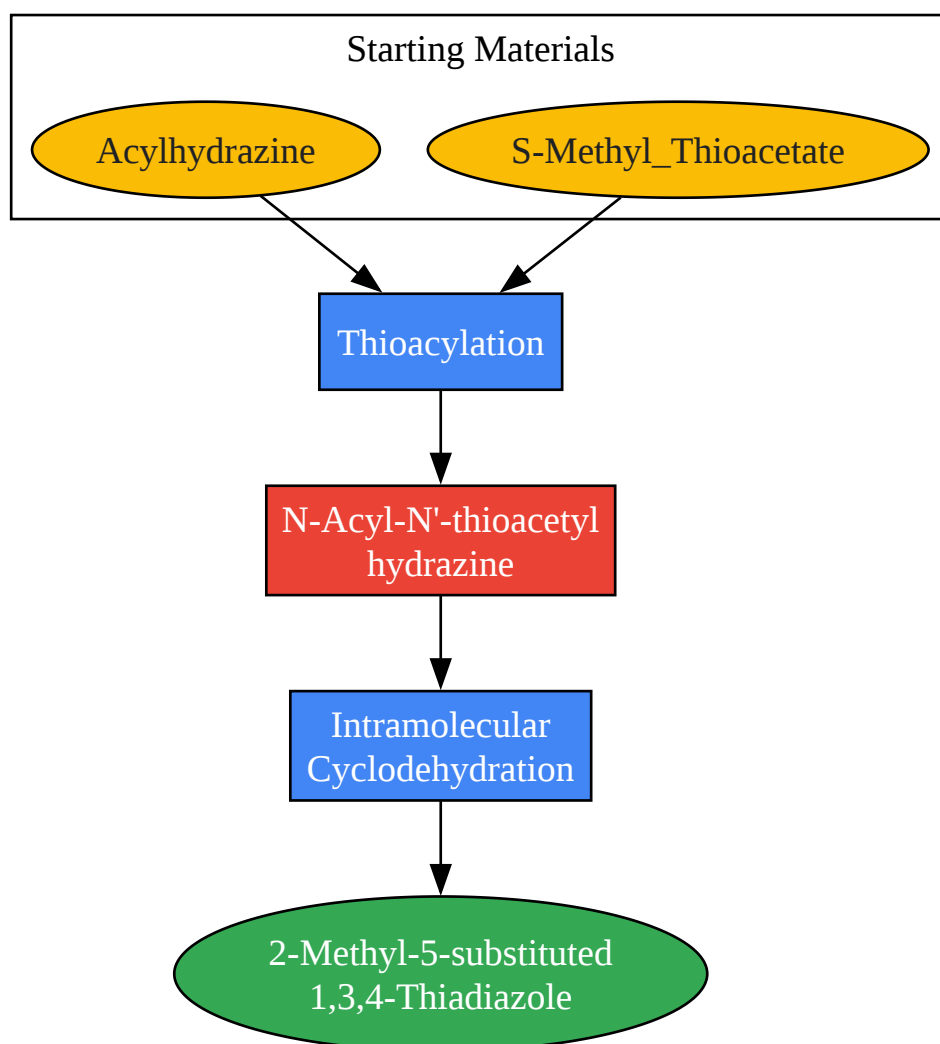 Starting Materials
Acylhydrazine
S-Methyl_Thioacetate
Thioacylation
N-Acyl-N'-thioacetyl
hydrazine
Intramolecular
Cyclodehydration
2-Methyl-5-substituted
1,3,4-Thiadiazole